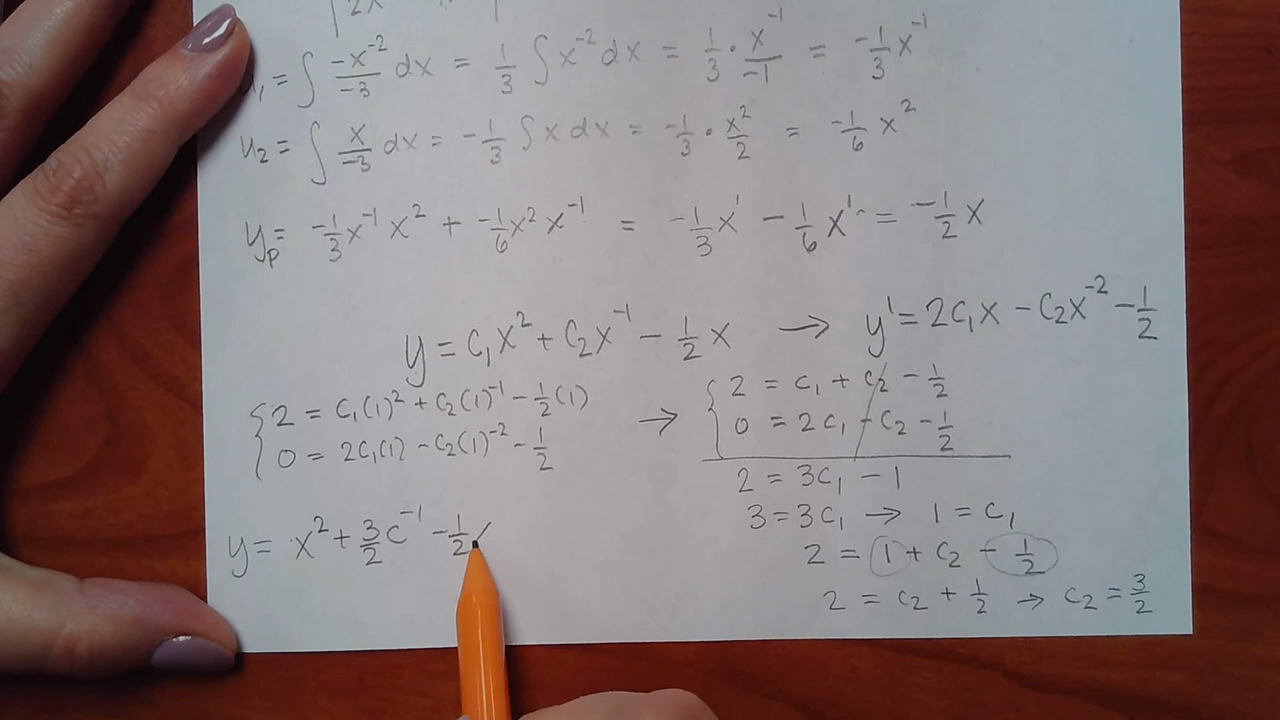 2x
u₁ = ∫ -x⁻²/-3 dx = 1/3 ∫ x⁻² dx = 1/3 · x⁻¹/-1 = -1/3 x⁻¹
u₂ = ∫ x/-3 dx = -1/3 ∫ x dx = -1/3 · x²/2 = -1/6 x²
yₚ = -1/3 x⁻¹ x² + -1/6 x² x⁻¹ = -1/3 x¹ - 1/6 x¹ = -1/2 x
y = c₁x² + c₂x⁻¹ - 1/2 x → y' = 2c₁x - c₂x⁻² - 1/2
{2 = c₁(1)² + c₂(1)⁻¹ - 1/2 (1) → {2 = c₁ + c₂ - 1/2
0 = 2c₁(1) - c₂(1)⁻² - 1/2 0 = 2c₁ - c₂ - 1/2
2 = 3c₁ - 1
3 = 3c₁ → 1 = c₁
y = x² + 3/2 c⁻¹ - 1/2
2 = 1 + c₂ - 1/2
2 = c₂ + 1/2 → c₂ = 3/2